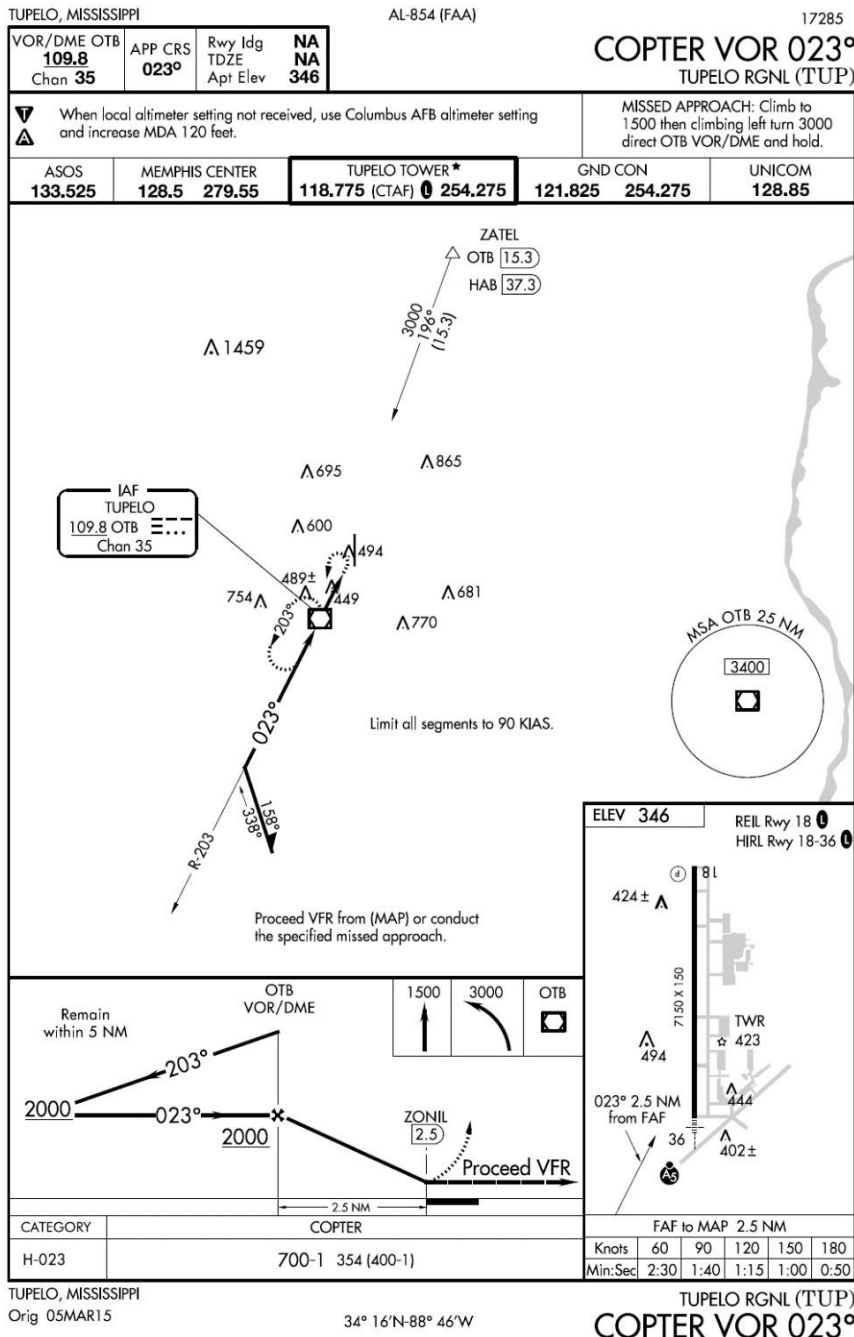 TUPELO, MISSISSIPPI
AL-854 (FAA)
17285
VOR/DME OTB
109.8
Chan 35
APP CRS
023°
Rwy Idg NA
TDZE NA
Apt Elev 346
COPTER VOR 023°
TUPELO RGNL (TUP)
T
A
When local altimeter setting not received, use Columbus AFB altimeter setting
and increase MDA 120 feet.
MISSED APPROACH: Climb to
1500 then climbing left turn 3000
direct OTB VOR/DME and hold.
ASOS
133.525
MEMPHIS CENTER
128.5 279.55
TUPELO TOWER★
118.775 (CTAF) L 254.275
GND CON
121.825 254.275
UNICOM
128.85
ZATEL
OTB 15.3
HAB 37.3
3000
196°
(15.3)
1459
695
865
IAF
TUPELO
109.8 OTB
Chan 35
600
494
489±
449
754
681
770
203°
MSA OTB 25 NM
3400
023°
Limit all segments to 90 KIAS.
158°
338°
R-203
Proceed VFR from (MAP) or conduct
the specified missed approach.
ELEV 346
REIL Rwy 18 L
HIRL Rwy 18-36 L
P
18
424±
7150 X 150
TWR
423
494
444
023° 2.5 NM
from FAF
36
402±
A5
Remain
within 5 NM
OTB
VOR/DME
1500
3000
OTB
203°
2000
023°
2000
ZONIL
2.5
Proceed VFR
2.5 NM
CATEGORY
COPTER
H-023
700-1 354 (400-1)
FAF to MAP 2.5 NM
Knots 60 90 120 150 180
Min:Sec 2:30 1:40 1:15 1:00 0:50
TUPELO, MISSISSIPPI
Orig 05MAR15
34° 16'N-88° 46'W
TUPELO RGNL (TUP)
COPTER VOR 023°